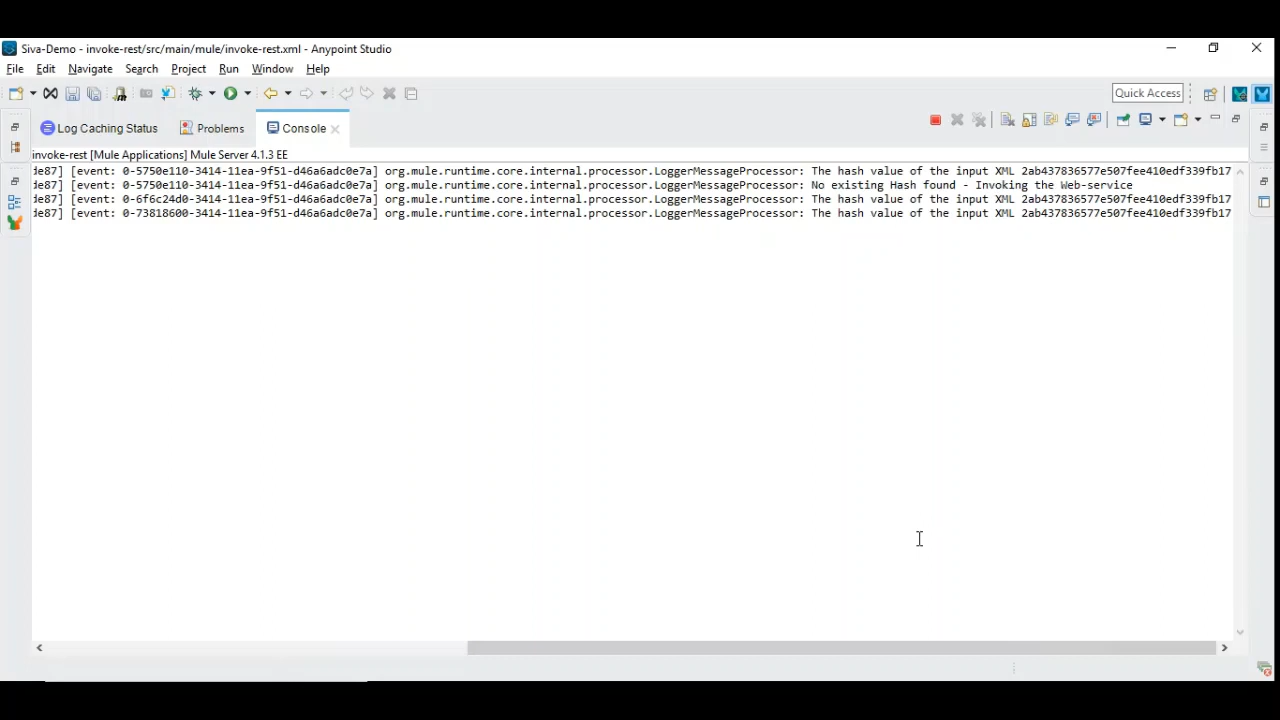 Siva-Demo - invoke-rest/src/main/mule/invoke-rest.xml - Anypoint Studio
File Edit Navigate Search Project Run Window Help
Quick Access
Log Caching Status Problems Console
invoke-rest [Mule Applications] Mule Server 4.1.3 EE
de87] [event: 0-5750e110-3414-11ea-9f51-d46a6adc0e7a] org.mule.runtime.core.internal.processor.LoggerMessageProcessor: The hash value of the input XML 2ab437836577e507fee410edf339fb17
de87] [event: 0-5750e110-3414-11ea-9f51-d46a6adc0e7a] org.mule.runtime.core.internal.processor.LoggerMessageProcessor: No existing Hash found - Invoking the Web-service
de87] [event: 0-6f6c24d0-3414-11ea-9f51-d46a6adc0e7a] org.mule.runtime.core.internal.processor.LoggerMessageProcessor: The hash value of the input XML 2ab437836577e507fee410edf339fb17
de87] [event: 0-73818600-3414-11ea-9f51-d46a6adc0e7a] org.mule.runtime.core.internal.processor.LoggerMessageProcessor: The hash value of the input XML 2ab437836577e507fee410edf339fb17